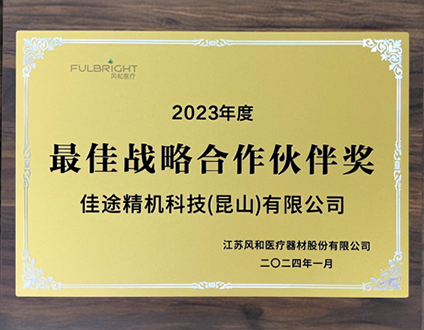 FULBRIGHT
风和医疗
2023年度
最佳战略合作伙伴奖
佳途精机科技(昆山)有限公司
江苏风和医疗器材股份有限公司
二〇二四年一月